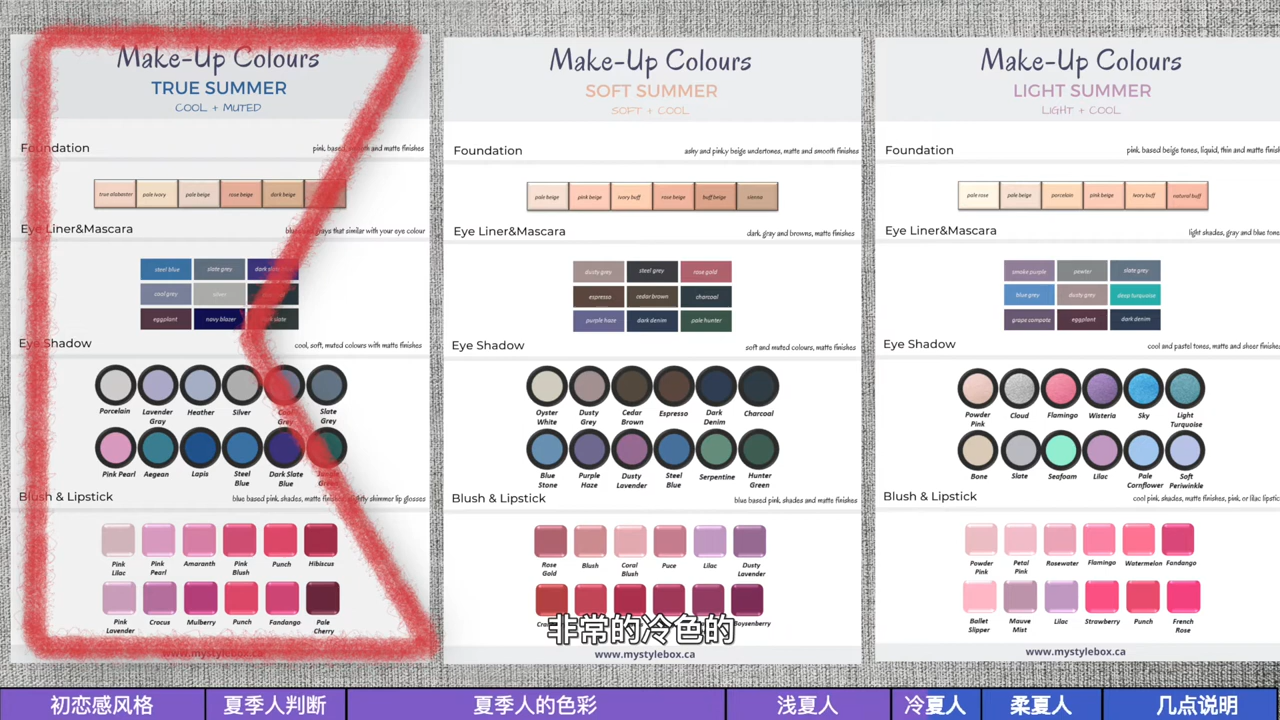 Make-Up Colours
TRUE SUMMER
COOL + MUTED
Foundation
true alabaster pale ivory pale beige rose beige dark beige
Eye Liner&Mascara
steel blue slate grey
cool grey silver
eggplant navy blazer
Eye Shadow
cool, soft, muted colours with matte finishes
Porcelain Lavender Gray Heather Silver Slate Grey
Pink Pearl Aegean Lapis Steel Blue Dark Slate Blue
Blush & Lipstick
Pink Lilac Pink Pearl Amaranth Pink Blush Punch Hibiscus
Pink Lavender Crocus Mulberry Punch Fandango Pale Cherry
Make-Up Colours
SOFT SUMMER
SOFT + COOL
Foundation
ashy and pinky beige undertones, matte and smooth finishes
pale beige pink beige ivory buff rose beige buff beige sienna
Eye Liner&Mascara
dark, gray and browns, matte finishes
dusty grey steel grey rose gold
espresso cedar brown charcoal
purple haze dark denim pale hunter
Eye Shadow
soft and muted colours, matte finishes
Oyster White Dusty Grey Cedar Brown Espresso Dark Denim Charcoal
Blue Stone Purple Haze Dusty Lavender Steel Blue Serpentine Hunter Green
Blush & Lipstick
blue based pink, shades and matte finishes
Rose Gold Blush Coral Blush Puce Lilac Dusty Lavender
www.mystylebox.ca
Make-Up Colours
LIGHT SUMMER
LIGHT + COOL
Foundation
pink, based beige tones, liquid, thin and matte finish
pale rose pale beige porcelain pink beige ivory buff natural buff
Eye Liner&Mascara
light shades, gray and blue tone
smoke purple pewter slate grey
blue grey dusty grey deep turquoise
grape compote eggplant dark denim
Eye Shadow
cool and pastel tones, matte and sheer finishes
Powder Pink Cloud Flamingo Wisteria Sky Light Turquoise
Bone Slate Seafoam Lilac Pale Cornflower Soft Periwinkle
Blush & Lipstick
cool pink, shades, matte finishes, pink or lilac lipst
Powder Pink Petal Pink Rosewater Flamingo Watermelon Fandango
Ballet Slipper Mauve Mist Lilac Strawberry Punch French Rose
www.mystylebox.ca
非常的冷色的
初恋感风格 夏季人判断 夏季人的色彩 浅夏人 冷夏人 柔夏人 几点说明